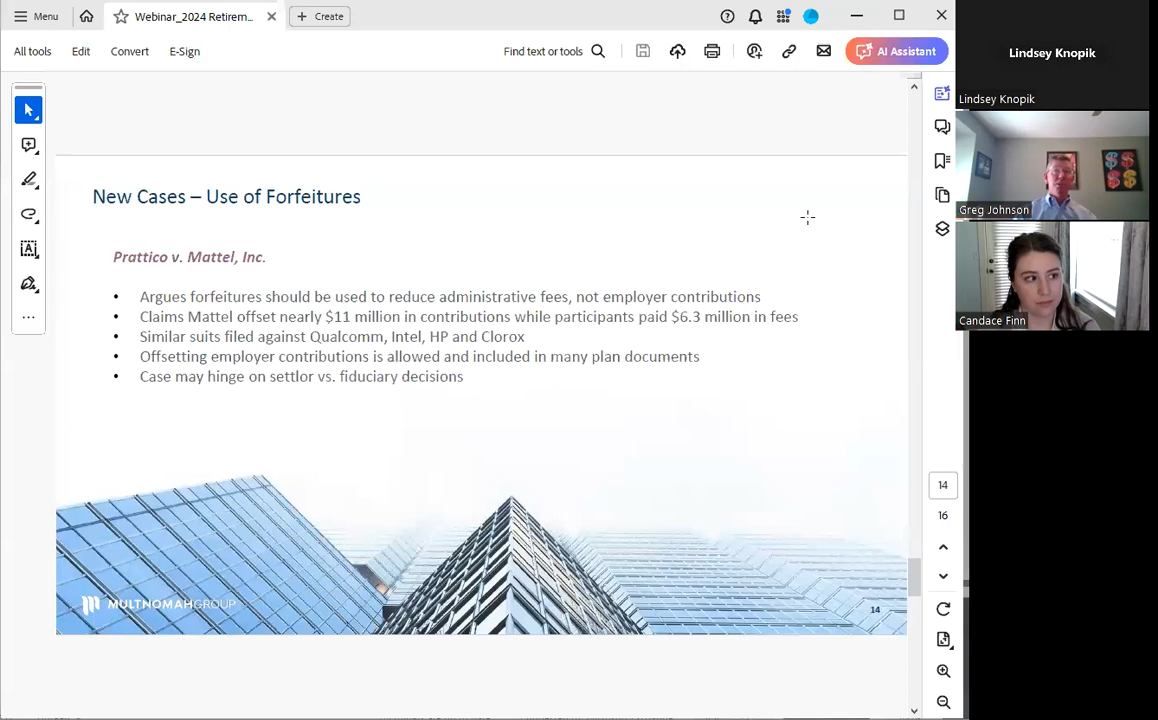 Menu
Webinar_2024 Retirem...
Create
All tools
Edit
Convert
E-Sign
Find text or tools
AI Assistant
Lindsey Knopik
Lindsey Knopik
Greg Johnson
Candace Finn
New Cases – Use of Forfeitures
Prattico v. Mattel, Inc.
• Argues forfeitures should be used to reduce administrative fees, not employer contributions
• Claims Mattel offset nearly $11 million in contributions while participants paid $6.3 million in fees
• Similar suits filed against Qualcomm, Intel, HP and Clorox
• Offsetting employer contributions is allowed and included in many plan documents
• Case may hinge on settlor vs. fiduciary decisions
MULTNOMAHGROUP
14
14
16